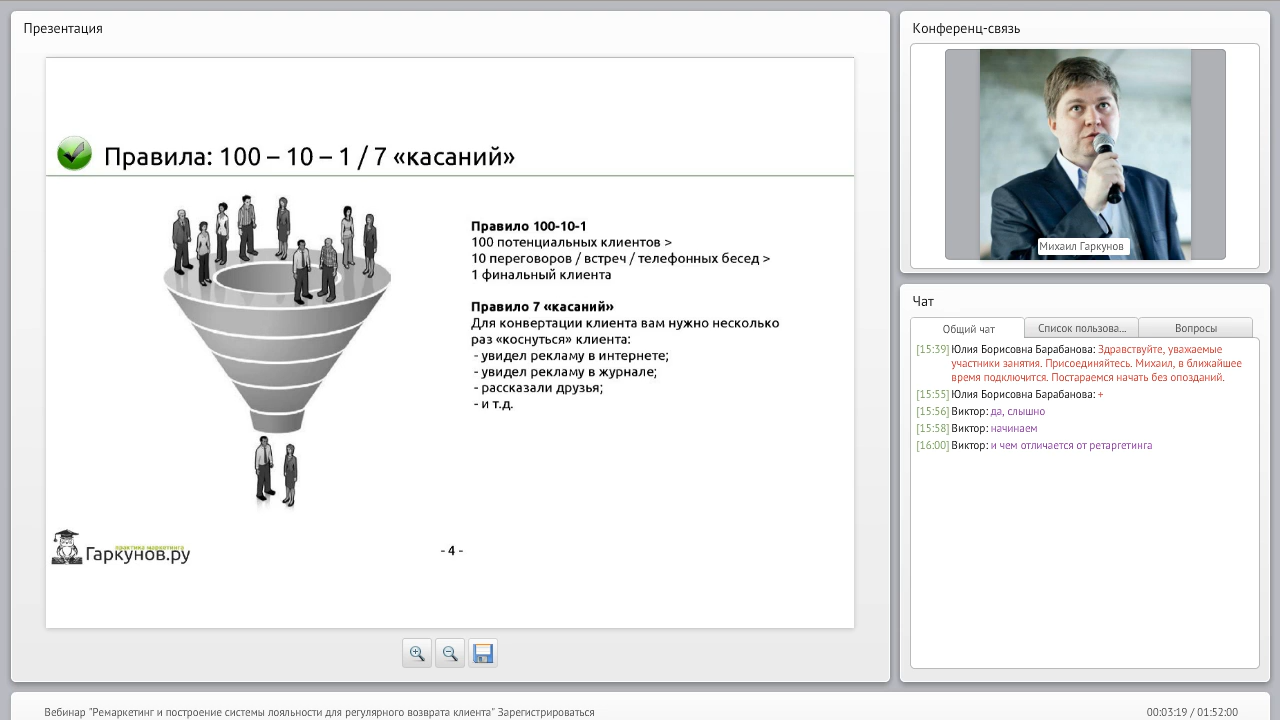 Презентация
Правила: 100 – 10 – 1 / 7 «касаний»
Правило 100-10-1
100 потенциальных клиентов >
10 переговоров / встреч / телефонных бесед >
1 финальный клиента
Правило 7 «касаний»
Для конвертации клиента вам нужно несколько
раз «коснуться» клиента:
- увидел рекламу в интернете;
- увидел рекламу в журнале;
- рассказали друзья;
- и т.д.
практика маркетинга
Гаркунов.ру
- 4 -
Конференц-связь
Михаил Гаркунов
Чат
Общий чат
Список пользова...
Вопросы
[15:39] Юлия Борисовна Барабанова: Здравствуйте, уважаемые
участники занятия. Присоединяйтесь. Михаил, в ближайшее
время подключится. Постараемся начать без опозданий.
[15:55] Юлия Борисовна Барабанова: +
[15:56] Виктор: да, слышно
[15:58] Виктор: начинаем
[16:00] Виктор: и чем отличается от ретаргетинга
Вебинар "Ремаркетинг и построение системы лояльности для регулярного возврата клиента" Зарегистрироваться
00:03:19 / 01:52:00